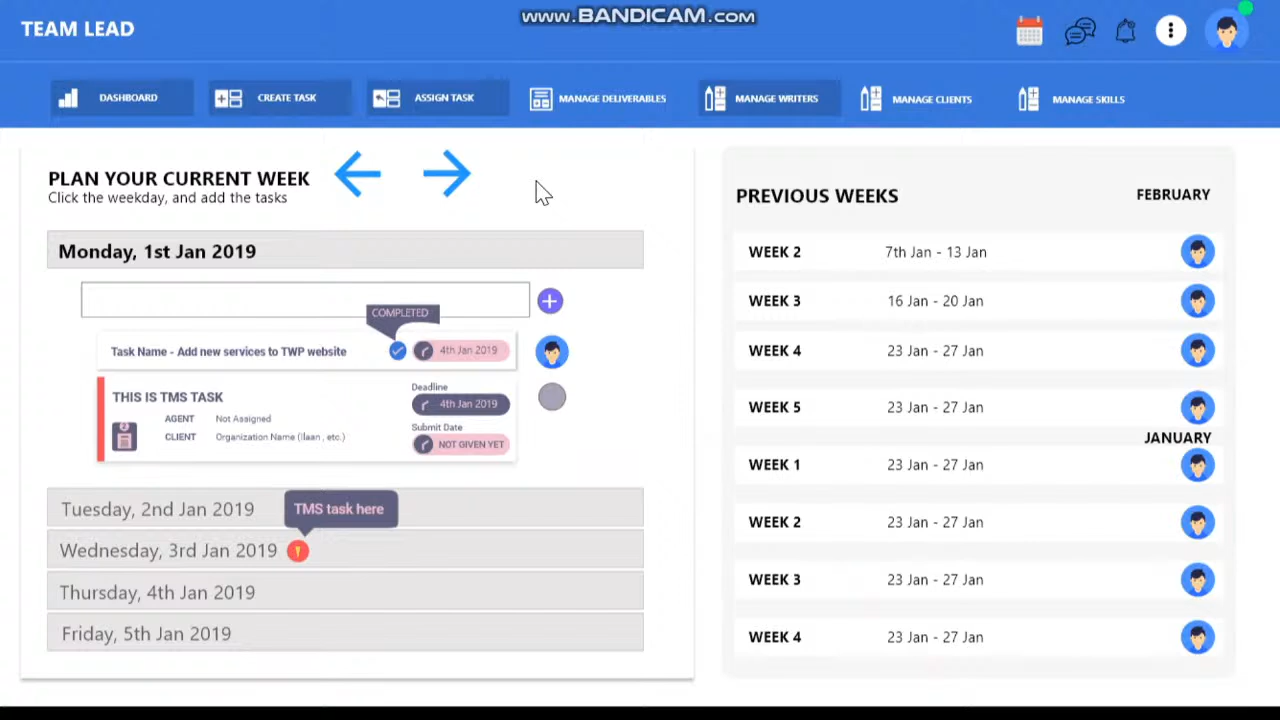 www.BANDICAM.com
TEAM LEAD
DASHBOARD
CREATE TASK
ASSIGN TASK
MANAGE DELIVERABLES
MANAGE WRITERS
MANAGE CLIENTS
MANAGE SKILLS
PLAN YOUR CURRENT WEEK
Click the weekday, and add the tasks
Monday, 1st Jan 2019
COMPLETED
Task Name - Add new services to TWP website
4th Jan 2019
THIS IS TMS TASK
AGENT Not Assigned
CLIENT Organization Name (Ilaan , etc.)
Deadline
4th Jan 2019
Submit Date
NOT GIVEN YET
Tuesday, 2nd Jan 2019
TMS task here
Wednesday, 3rd Jan 2019
Thursday, 4th Jan 2019
Friday, 5th Jan 2019
PREVIOUS WEEKS
FEBRUARY
WEEK 2 7th Jan - 13 Jan
WEEK 3 16 Jan - 20 Jan
WEEK 4 23 Jan - 27 Jan
WEEK 5 23 Jan - 27 Jan
JANUARY
WEEK 1 23 Jan - 27 Jan
WEEK 2 23 Jan - 27 Jan
WEEK 3 23 Jan - 27 Jan
WEEK 4 23 Jan - 27 Jan